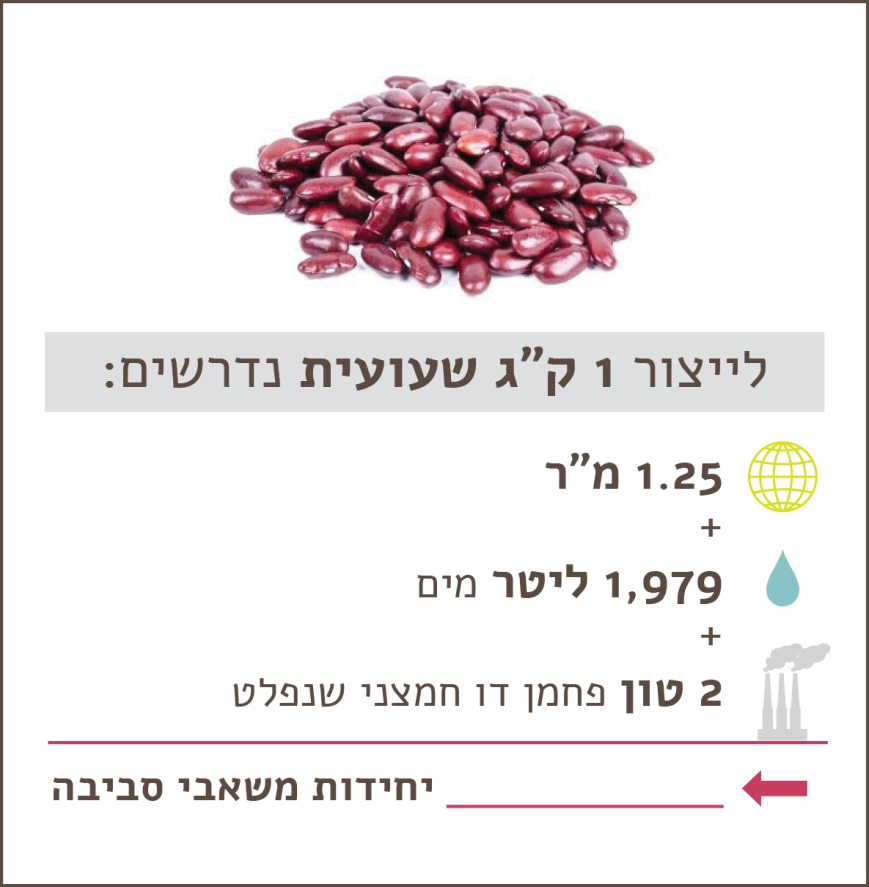 לייצור 1 ק"ג שעועית נדרשים:
1.25 מ"ר
+
1,979 ליטר מים
+
2 טון פחמן דו חמצני שנפלט
_______________ יחידות משאבי סביבה